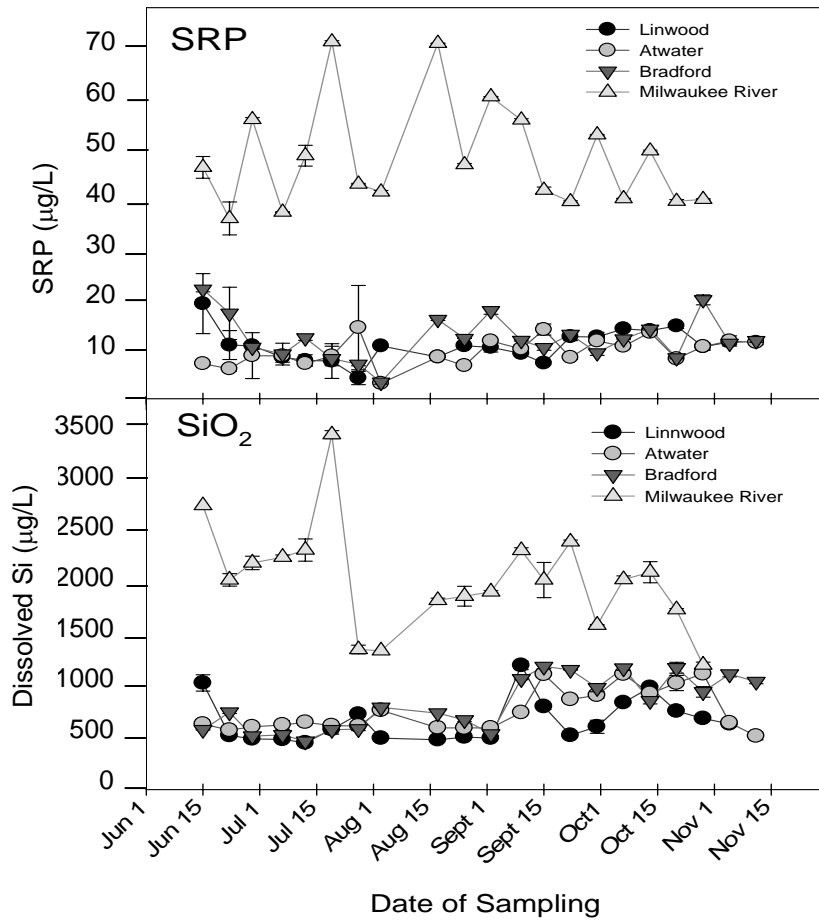 SRP
Linwood
Atwater
Bradford
Milwaukee River
SRP (μg/L)
70
60
50
40
30
20
10
SiO2
Linnwood
Atwater
Bradford
Milwaukee River
Dissolved Si (μg/L)
3500
3000
2500
2000
1500
1000
500
0
Jun 1
Jun 15
Jul 1
Jul 15
Aug 1
Aug 15
Sept 1
Sept 15
Oct1
Oct 15
Nov 1
Nov 15
Date of Sampling